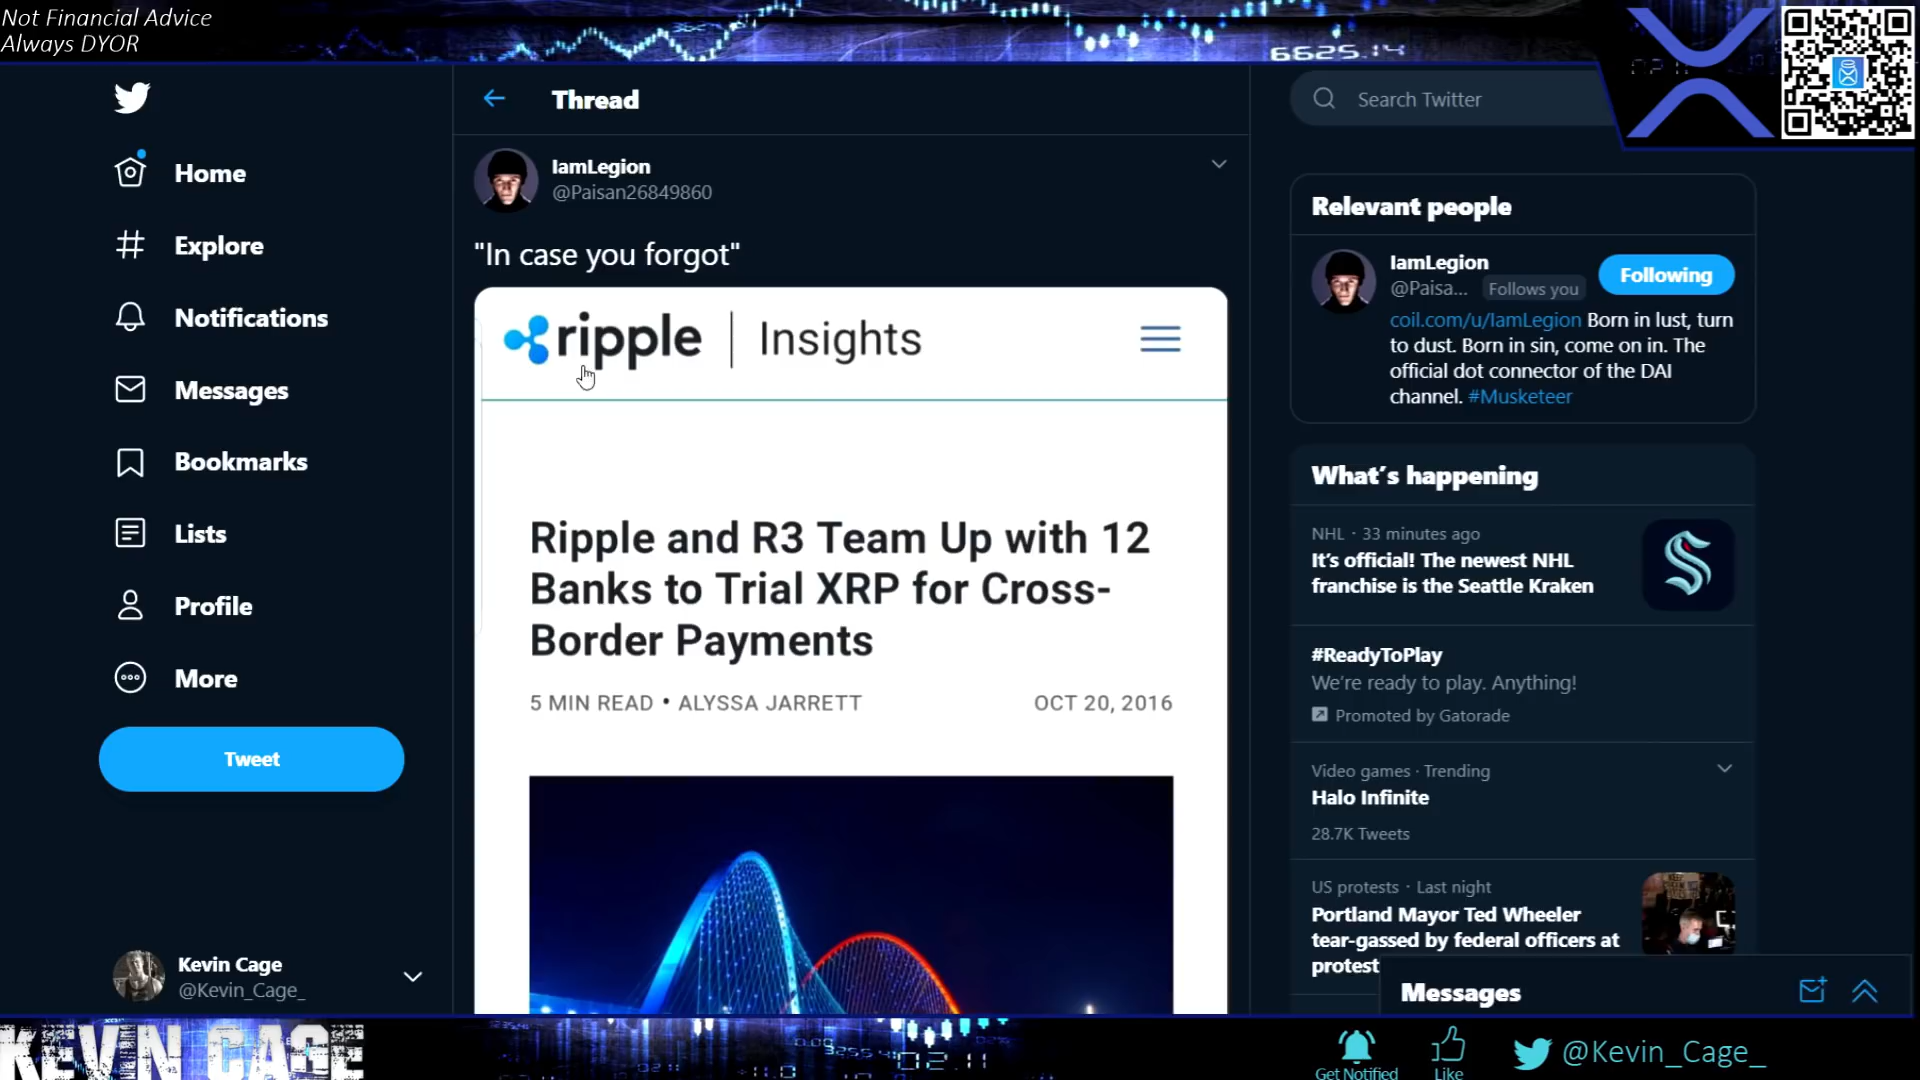 Not Financial Advice
Always DYOR
6625.14
Home
Explore
Notifications
Messages
Bookmarks
Lists
Profile
More
Tweet
Kevin Cage
@Kevin_Cage_
Thread
IamLegion
@Paisan26849860
"In case you forgot"
ripple | Insights
Ripple and R3 Team Up with 12
Banks to Trial XRP for Cross-
Border Payments
5 MIN READ • ALYSSA JARRETT OCT 20, 2016
Search Twitter
Relevant people
IamLegion
@Paisa... Follows you
Following
coil.com/u/IamLegion Born in lust, turn
to dust. Born in sin, come on in. The
official dot connector of the DAI
channel. #Musketeer
What's happening
NHL · 33 minutes ago
It's official! The newest NHL
franchise is the Seattle Kraken
#ReadyToPlay
We're ready to play. Anything!
Promoted by Gatorade
Video games · Trending
Halo Infinite
28.7K Tweets
US protests · Last night
Portland Mayor Ted Wheeler
tear-gassed by federal officers at
protest
Messages
KEVIN CAGE
02.11
Get Notified
Like
@Kevin_Cage_